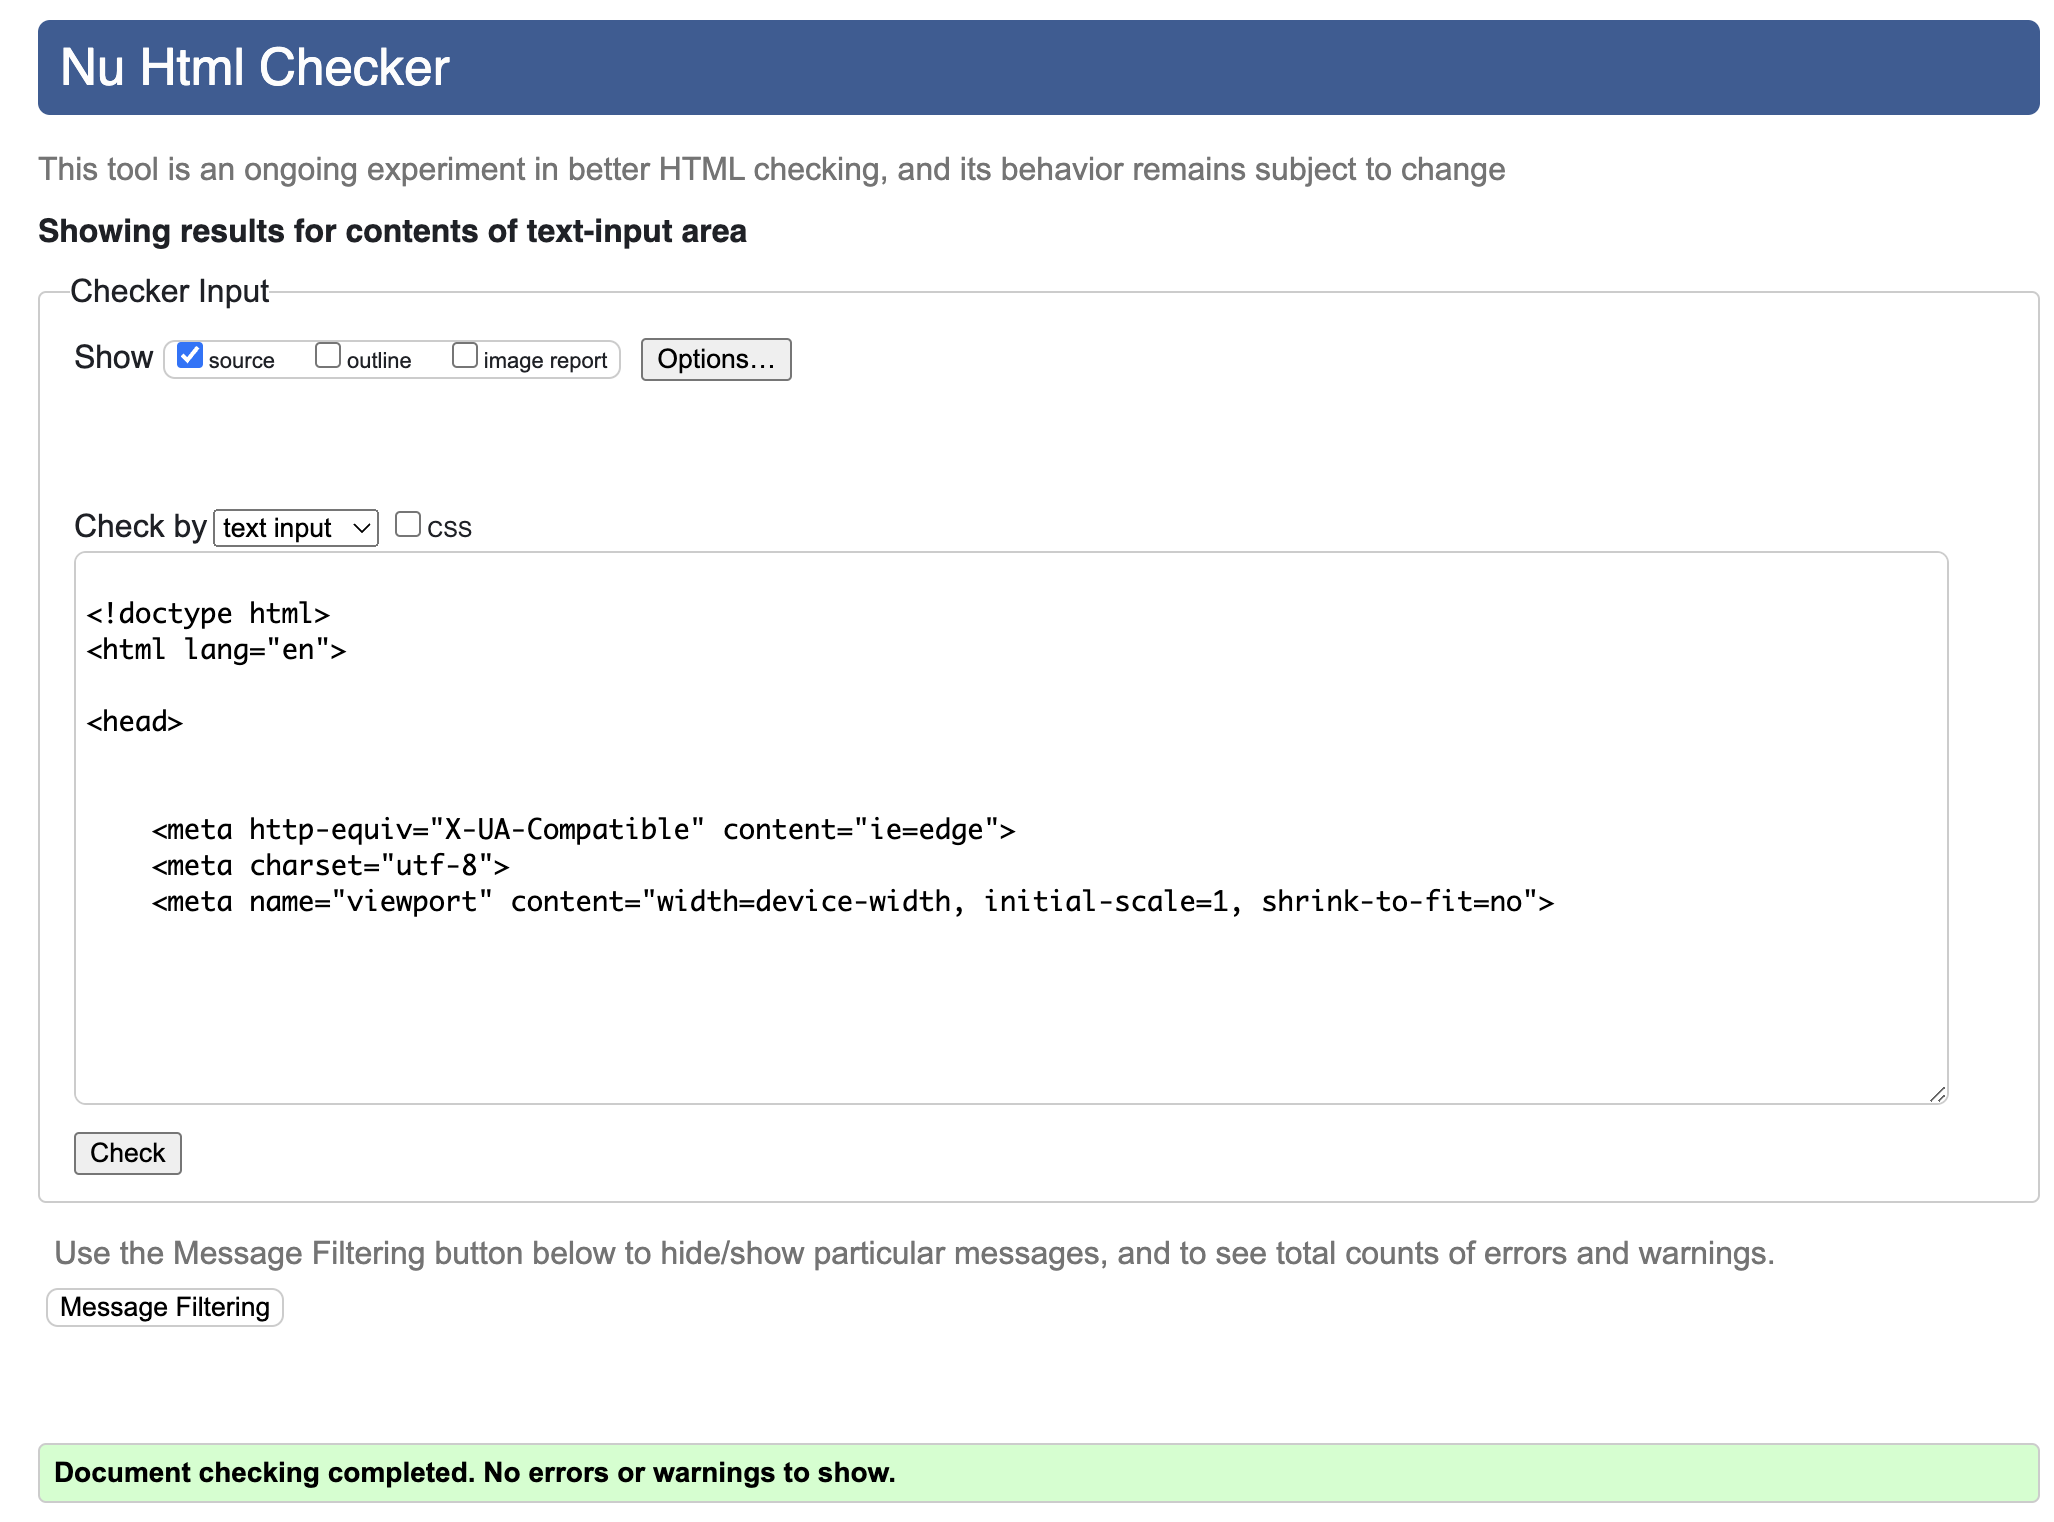 Nu Html Checker
This tool is an ongoing experiment in better HTML checking, and its behavior remains subject to change
Showing results for contents of text-input area
Checker Input
Show source outline image report Options...
Check by text input css
<!doctype html>
<html lang="en">
<head>
<meta http-equiv="X-UA-Compatible" content="ie=edge">
<meta charset="utf-8">
<meta name="viewport" content="width=device-width, initial-scale=1, shrink-to-fit=no">
Check
Use the Message Filtering button below to hide/show particular messages, and to see total counts of errors and warnings.
Message Filtering
Document checking completed. No errors or warnings to show.